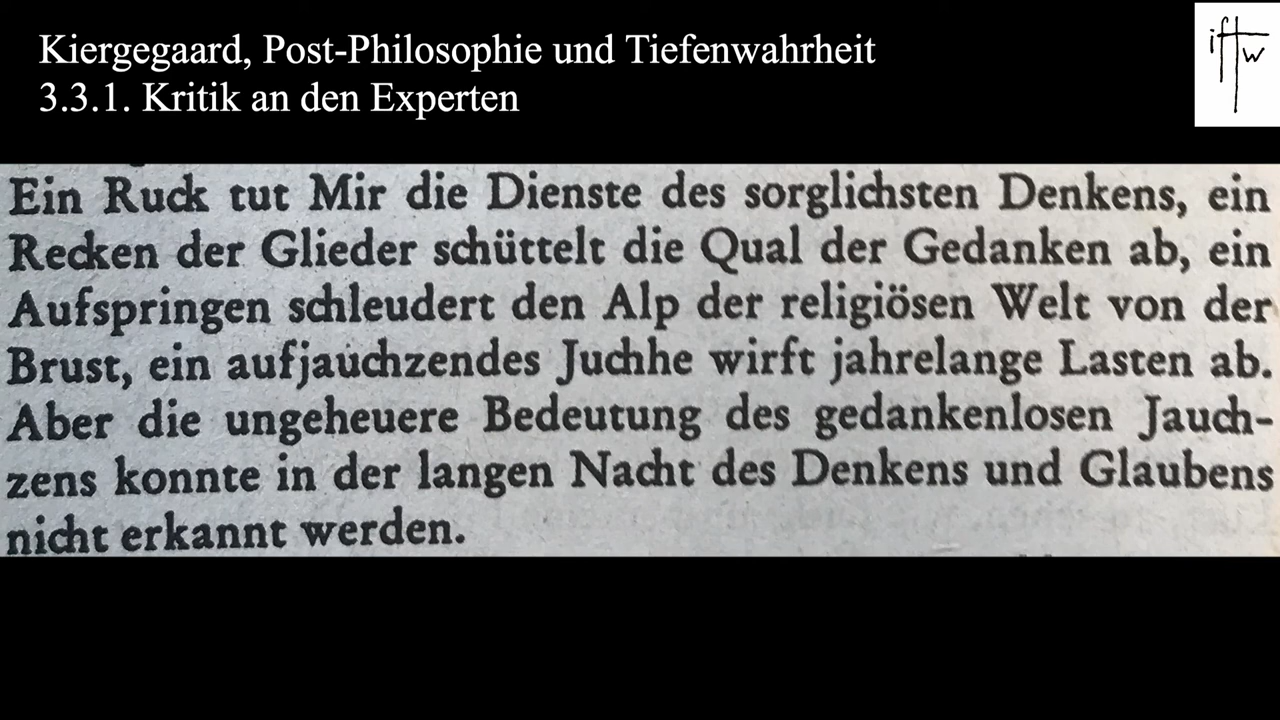 Kiergegaard, Post-Philosophie und Tiefenwahrheit
3.3.1. Kritik an den Experten
iftw
Ein Ruck tut Mir die Dienste des sorglichsten Denkens, ein
Recken der Glieder schüttelt die Qual der Gedanken ab, ein
Aufspringen schleudert den Alp der religiösen Welt von der
Brust, ein aufjauchzendes Juchhe wirft jahrelange Lasten ab.
Aber die ungeheuere Bedeutung des gedankenlosen Jauch-
zens konnte in der langen Nacht des Denkens und Glaubens
nicht erkannt werden.